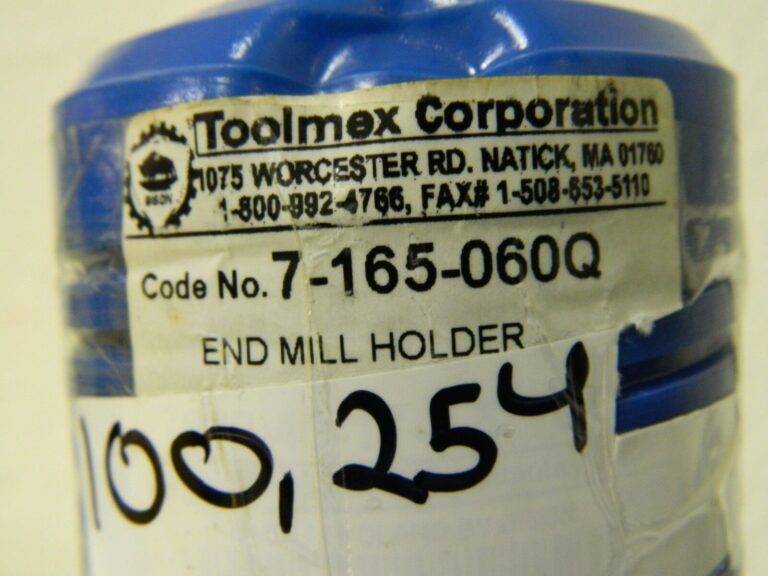 Toolmex Corporation
BISON
1075 WORCESTER RD. NATICK, MA 01760
1-800-992-4766, FAX# 1-508-653-5110
Code No. 7-165-060Q
END MILL HOLDER
100,254